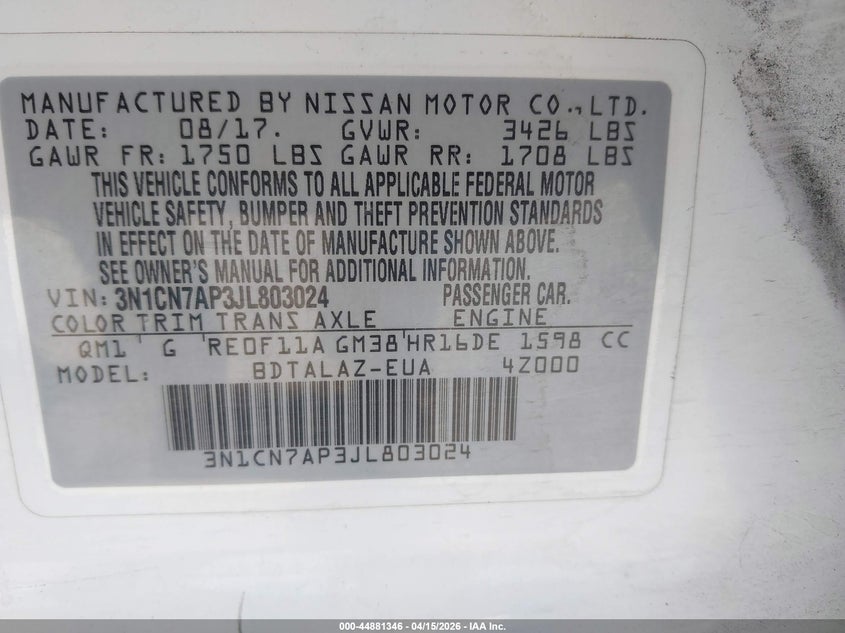 MANUFACTURED BY NISSAN MOTOR CO.,LTD.
DATE: 08/17. GVWR: 3426 LBS
GAWR FR: 1750 LBS GAWR RR: 1708 LBS
THIS VEHICLE CONFORMS TO ALL APPLICABLE FEDERAL MOTOR
VEHICLE SAFETY, BUMPER AND THEFT PREVENTION STANDARDS
IN EFFECT ON THE DATE OF MANUFACTURE SHOWN ABOVE.
SEE OWNER'S MANUAL FOR ADDITIONAL INFORMATION.
VIN: 3N1CN7AP3JL803024 PASSENGER CAR.
COLOR TRIM TRANS AXLE ENGINE
QM1 G RE0F11A GM38 HR16DE 1598 CC
MODEL: BDTALAZ-EUA 4Z000
3N1CN7AP3JL803024
000-44881346 - 04/15/2026 - IAA Inc.